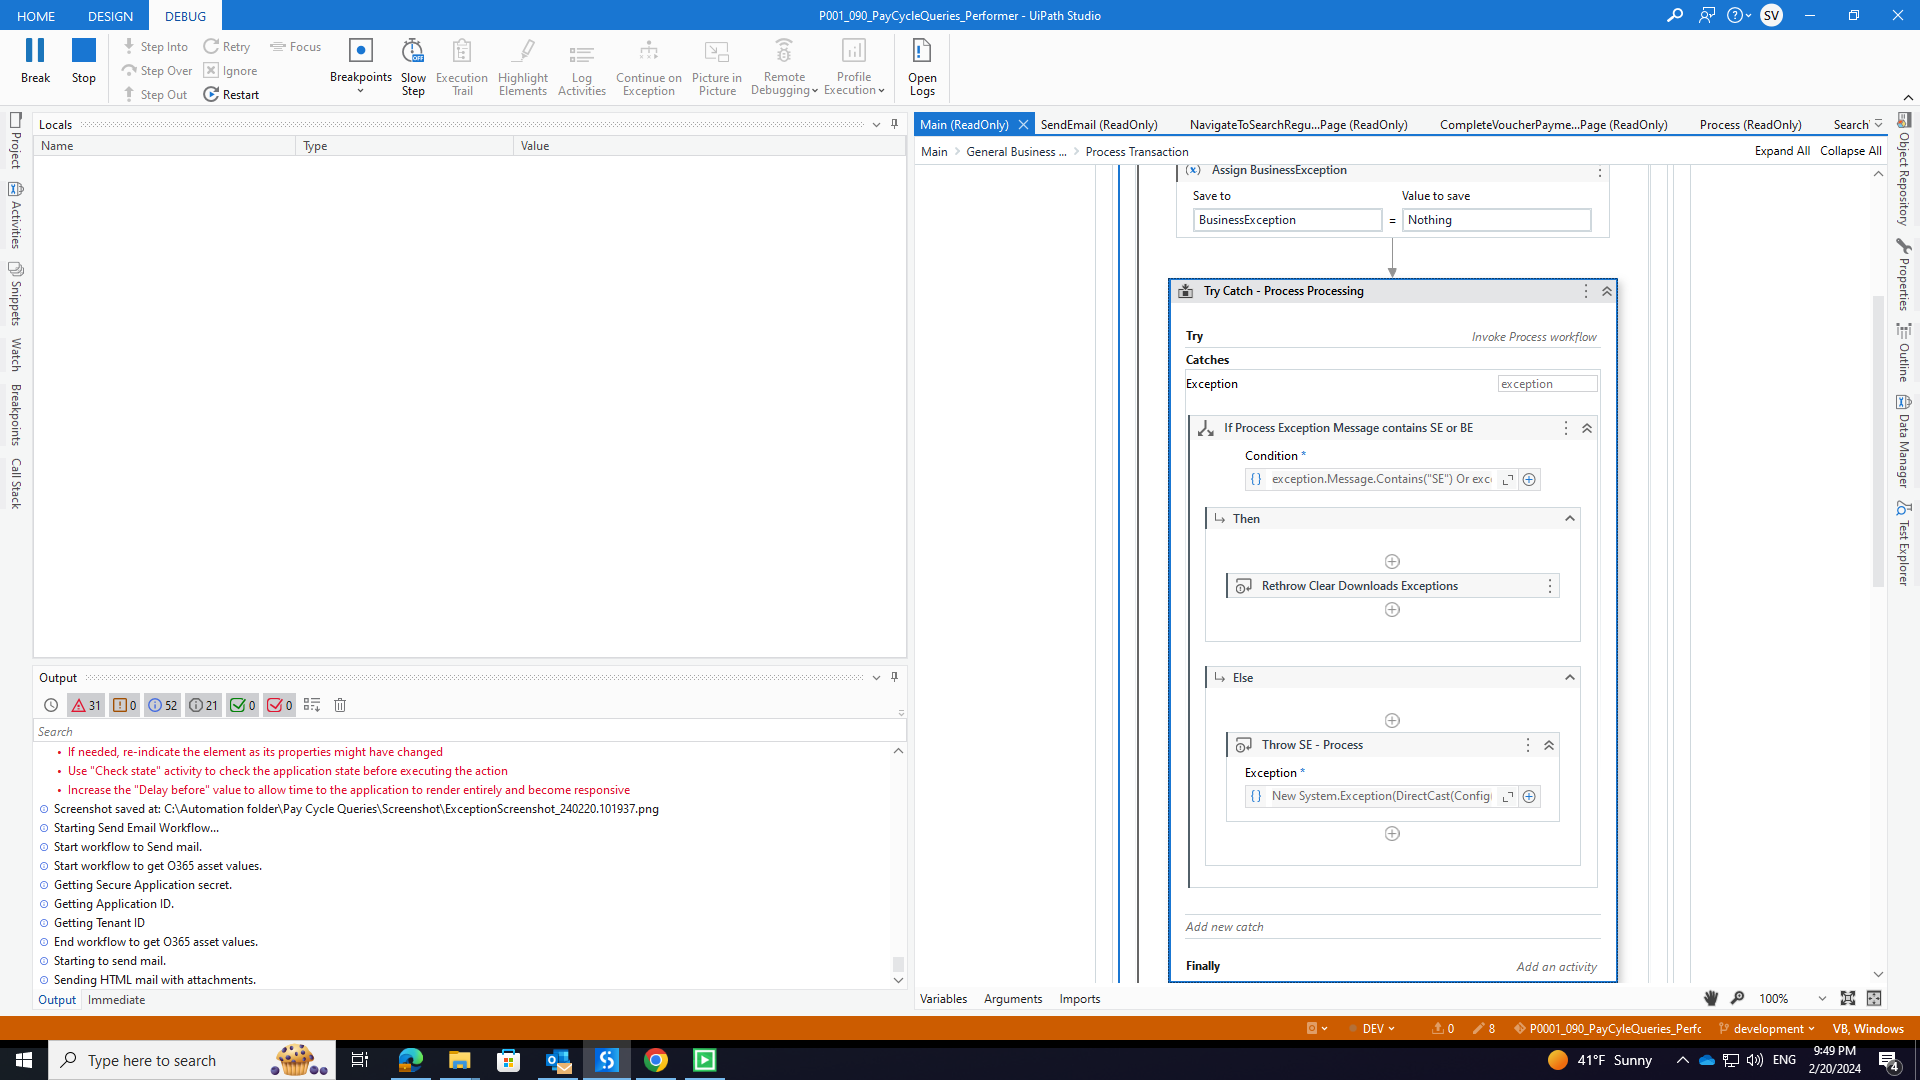 HOME
DESIGN
DEBUG
P001_090_PayCycleQueries_Performer - UiPath Studio
SV
Break
Stop
Step Into
Step Over
Step Out
Retry
Ignore
Restart
Focus
Breakpoints
Slow Step
Execution Trail
Highlight Elements
Log Activities
Continue on Exception
Picture in Picture
Remote Debugging
Profile Execution
Open Logs
Project
Activities
Snippets
Watch
Breakpoints
Call Stack
Locals
Name
Type
Value
Output
31
0
52
21
0
0
Search
• If needed, re-indicate the element as its properties might have changed
• Use "Check state" activity to check the application state before executing the action
• Increase the "Delay before" value to allow time to the application to render entirely and become responsive
Screenshot saved at: C:\Automation folder\Pay Cycle Queries\Screenshot\ExceptionScreenshot_240220.101937.png
Starting Send Email Workflow...
Start workflow to Send mail.
Start workflow to get O365 asset values.
Getting Secure Application secret.
Getting Application ID.
Getting Tenant ID
End workflow to get O365 asset values.
Starting to send mail.
Sending HTML mail with attachments.
Output
Immediate
Main (ReadOnly)
SendEmail (ReadOnly)
NavigateToSearchRegu...Page (ReadOnly)
CompleteVoucherPayme...Page (ReadOnly)
Process (ReadOnly)
Search
Main
General Business ...
Process Transaction
Expand All
Collapse All
Assign BusinessException
Save to
Value to save
BusinessException
=
Nothing
Try Catch - Process Processing
Try
Invoke Process workflow
Catches
Exception
exception
If Process Exception Message contains SE or BE
Condition *
exception.Message.Contains("SE") Or exc
Then
Rethrow Clear Downloads Exceptions
Else
Throw SE - Process
Exception *
New System.Exception(DirectCast(Config(
Add new catch
Finally
Add an activity
Variables
Arguments
Imports
100%
Object Repository
Properties
Outline
Data Manager
Test Explorer
DEV
0
8
P0001_090_PayCyleQueries_Perfc
development
VB, Windows
Type here to search
41°F Sunny
ENG
9:49 PM
2/20/2024
4